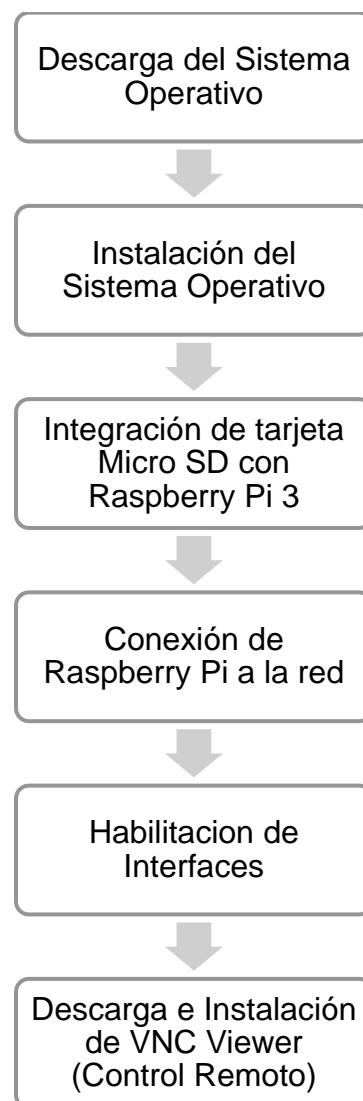 Descarga del Sistema
Operativo
Instalación del
Sistema Operativo
Integración de tarjeta
Micro SD con
Raspberry Pi 3
Conexión de
Raspberry Pi a la red
Habilitacion de
Interfaces
Descarga e Instalación
de VNC Viewer
(Control Remoto)